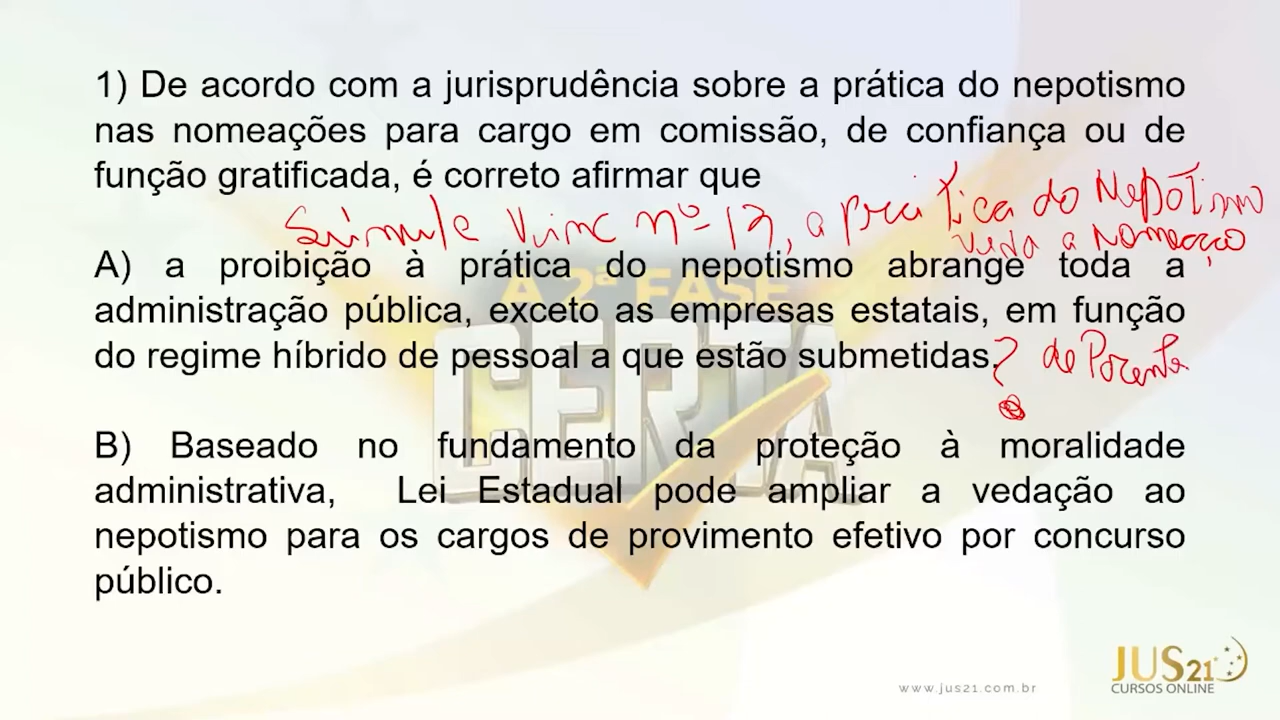 1) De acordo com a jurisprudência sobre a prática do nepotismo
nas nomeações para cargo em comissão, de confiança ou de
função gratificada, é correto afirmar que
Súmula Vinc nº 13, a prática do Nepotismo
veda a nomeação
A) a proibição à prática do nepotismo abrange toda a
administração pública, exceto as empresas estatais, em função
do regime híbrido de pessoal a que estão submetidas.
? de Parente
B) Baseado no fundamento da proteção à moralidade
administrativa, Lei Estadual pode ampliar a vedação ao
nepotismo para os cargos de provimento efetivo por concurso
público.
A 2ª FASE
CERTA
JUS21
CURSOS ONLINE
www.jus21.com.br